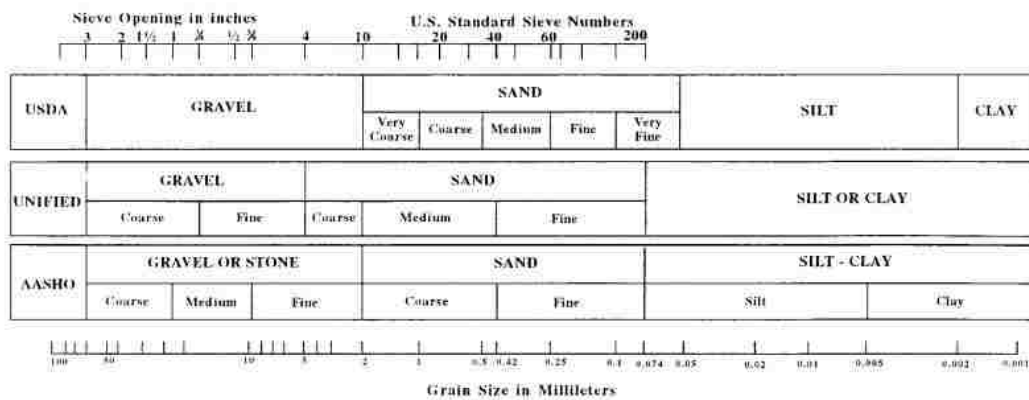 Sieve Opening in inches U.S. Standard Sieve Numbers
3 2 1½ 1 ¾ ½ ⅜ 4 10 20 40 60 200
USDA GRAVEL SAND SILT CLAY
Very Coarse Coarse Medium Fine Very Fine
UNIFIED GRAVEL SAND SILT OR CLAY
Coarse Fine Coarse Medium Fine
AASHO GRAVEL OR STONE SAND SILT - CLAY
Coarse Medium Fine Coarse Fine Silt Clay
100 50 10 5 2 1 0.5 0.42 0.25 0.1 0.074 0.05 0.02 0.01 0.005 0.002 0.001
Grain Size in Millileters